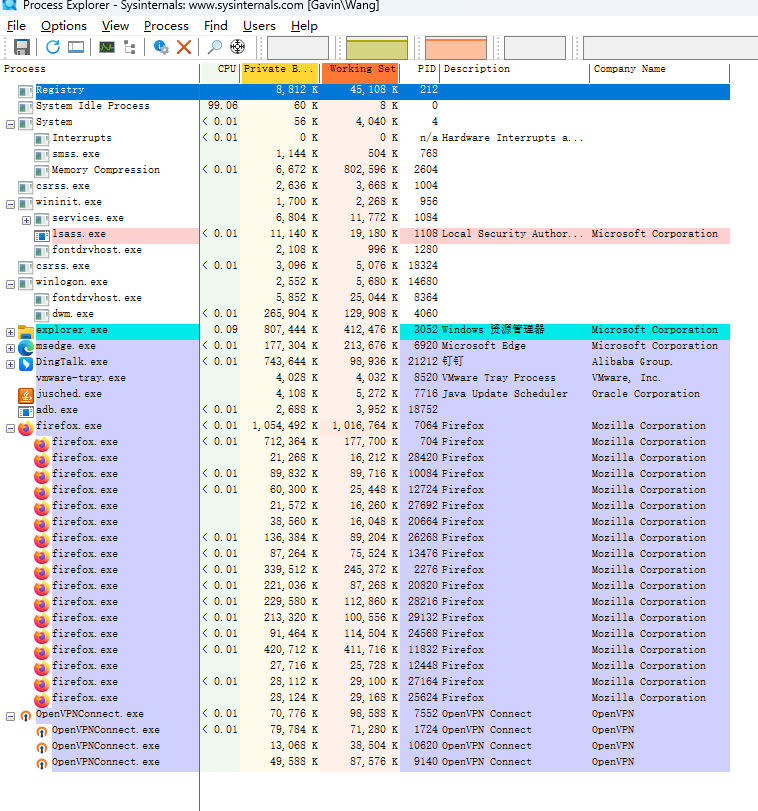 Process Explorer - Sysinternals: www.sysinternals.com [Gavin\Wang]
File Options View Process Find Users Help
Process CPU Private B... Working Set PID Description Company Name
Registry 8,812 K 45,108 K 212
System Idle Process 99.06 60 K 8 K 0
System < 0.01 56 K 4,040 K 4
Interrupts < 0.01 0 K 0 K n/a Hardware Interrupts a...
smss.exe 1,144 K 504 K 768
Memory Compression < 0.01 6,672 K 802,596 K 2604
csrss.exe 2,636 K 3,668 K 1004
wininit.exe 1,700 K 2,268 K 956
services.exe 6,804 K 11,772 K 1084
lsass.exe < 0.01 11,140 K 19,180 K 1108 Local Security Author... Microsoft Corporation
fontdrvhost.exe 2,108 K 996 K 1280
csrss.exe < 0.01 3,096 K 5,076 K 18324
winlogon.exe 2,552 K 5,680 K 14680
fontdrvhost.exe 5,852 K 25,044 K 8364
dwm.exe < 0.01 265,904 K 129,908 K 4060
explorer.exe 0.09 807,444 K 412,476 K 3052 Windows 资源管理器 Microsoft Corporation
msedge.exe < 0.01 177,304 K 213,676 K 6920 Microsoft Edge Microsoft Corporation
DingTalk.exe < 0.01 743,644 K 98,936 K 21212 钉钉 Alibaba Group.
vmware-tray.exe 4,028 K 4,032 K 8520 VMware Tray Process VMware, Inc.
jusched.exe 4,108 K 5,272 K 7716 Java Update Scheduler Oracle Corporation
adb.exe < 0.01 2,688 K 3,952 K 18752
firefox.exe < 0.01 1,054,492 K 1,016,764 K 7064 Firefox Mozilla Corporation
firefox.exe < 0.01 712,364 K 177,700 K 704 Firefox Mozilla Corporation
firefox.exe 21,268 K 16,212 K 28420 Firefox Mozilla Corporation
firefox.exe < 0.01 89,832 K 89,716 K 10084 Firefox Mozilla Corporation
firefox.exe < 0.01 60,300 K 25,448 K 12724 Firefox Mozilla Corporation
firefox.exe 21,572 K 16,260 K 27692 Firefox Mozilla Corporation
firefox.exe 38,560 K 16,048 K 20664 Firefox Mozilla Corporation
firefox.exe < 0.01 136,384 K 89,204 K 26268 Firefox Mozilla Corporation
firefox.exe < 0.01 87,264 K 75,524 K 13476 Firefox Mozilla Corporation
firefox.exe < 0.01 339,512 K 245,372 K 2276 Firefox Mozilla Corporation
firefox.exe < 0.01 221,036 K 87,268 K 20820 Firefox Mozilla Corporation
firefox.exe < 0.01 229,580 K 112,860 K 28216 Firefox Mozilla Corporation
firefox.exe < 0.01 213,320 K 100,556 K 29132 Firefox Mozilla Corporation
firefox.exe < 0.01 91,464 K 114,504 K 24568 Firefox Mozilla Corporation
firefox.exe < 0.01 420,712 K 411,716 K 11832 Firefox Mozilla Corporation
firefox.exe 27,716 K 25,728 K 12448 Firefox Mozilla Corporation
firefox.exe < 0.01 28,112 K 29,100 K 27164 Firefox Mozilla Corporation
firefox.exe 28,124 K 29,168 K 25624 Firefox Mozilla Corporation
OpenVPNConnect.exe < 0.01 70,776 K 98,588 K 7552 OpenVPN Connect OpenVPN
OpenVPNConnect.exe < 0.01 79,784 K 71,280 K 1724 OpenVPN Connect OpenVPN
OpenVPNConnect.exe 13,068 K 38,504 K 10620 OpenVPN Connect OpenVPN
OpenVPNConnect.exe 49,588 K 87,576 K 9140 OpenVPN Connect OpenVPN